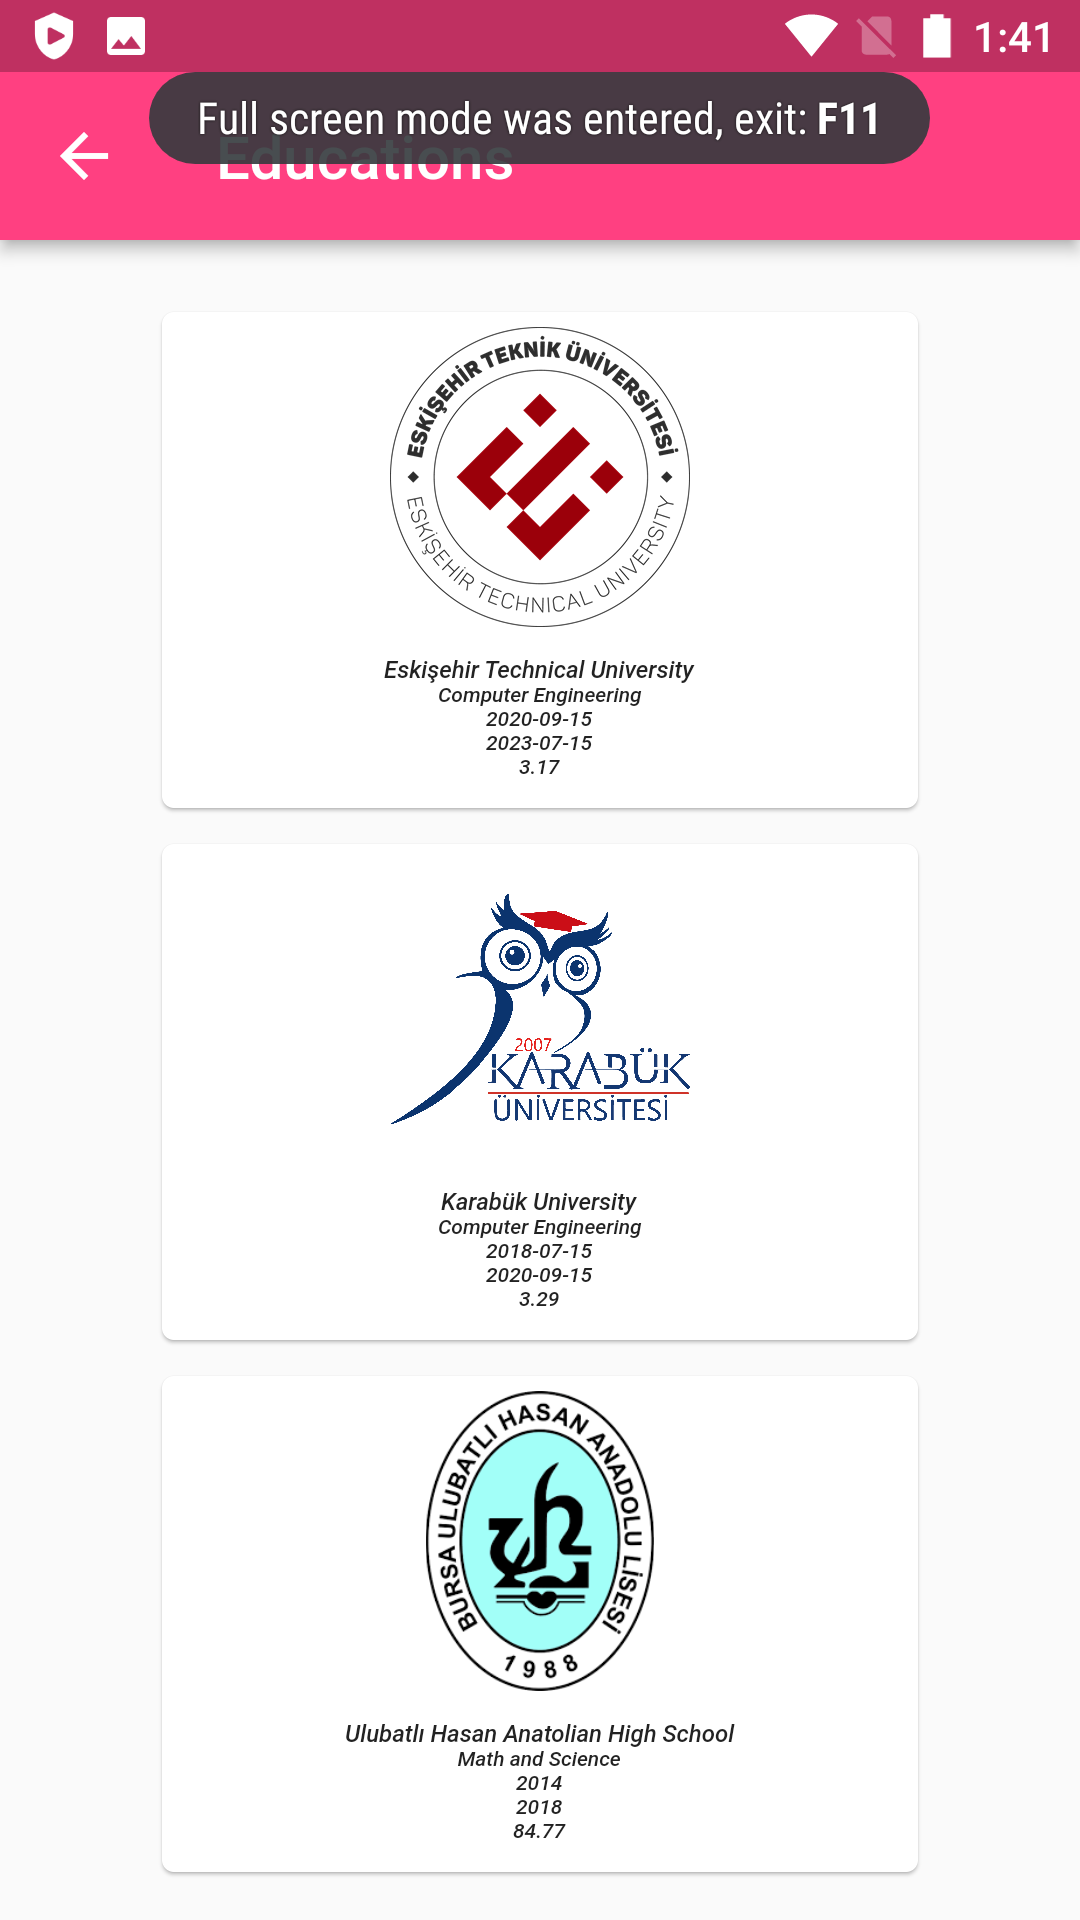 1:41
Full screen mode was entered, exit: F11
Educations
ESKİŞEHİR TEKNİK ÜNİVERSİTESİ
ESKİŞEHİR TECHNICAL UNIVERSITY
Eskişehir Technical University
Computer Engineering
2020-09-15
2023-07-15
3.17
2007
KARABÜK
ÜNİVERSİTESİ
Karabük University
Computer Engineering
2018-07-15
2020-09-15
3.29
BURSA ULUBATLI HASAN ANADOLU LİSESİ
1988
Ulubatlı Hasan Anatolian High School
Math and Science
2014
2018
84.77